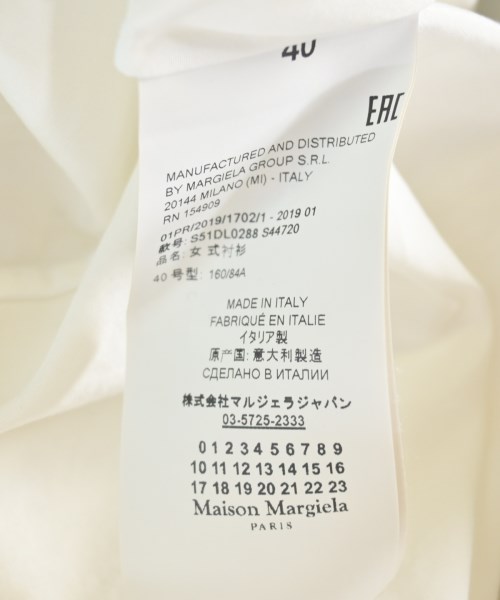 40
EAC
MANUFACTURED AND DISTRIBUTED
BY MARGIELA GROUP S.R.L.
20144 MILANO (MI) - ITALY
RN 154909
01PR/2019/1702/1 - 2019 01
款号: S51DL0288 S44720
品名: 女式衬衫
40 号型: 160/84A
MADE IN ITALY
FABRIQUÉ EN ITALIE
イタリア製
原产国: 意大利製造
СДЕЛАНО В ИТАЛИИ
株式会社マルジェラジャパン
03-5725-2333
0 1 2 3 4 5 6 7 8 9
10 11 12 13 14 15 16
17 18 19 20 21 22 23
Maison Margiela
PARIS